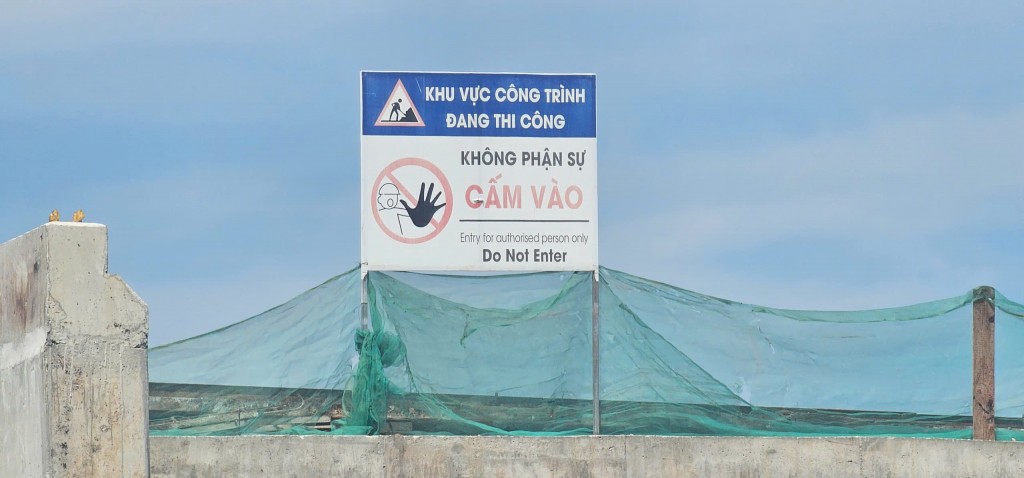 KHU VỰC CÔNG TRÌNH
ĐANG THI CÔNG
KHÔNG PHẬN SỰ
CẤM VÀO
Entry for authorised person only
Do Not Enter